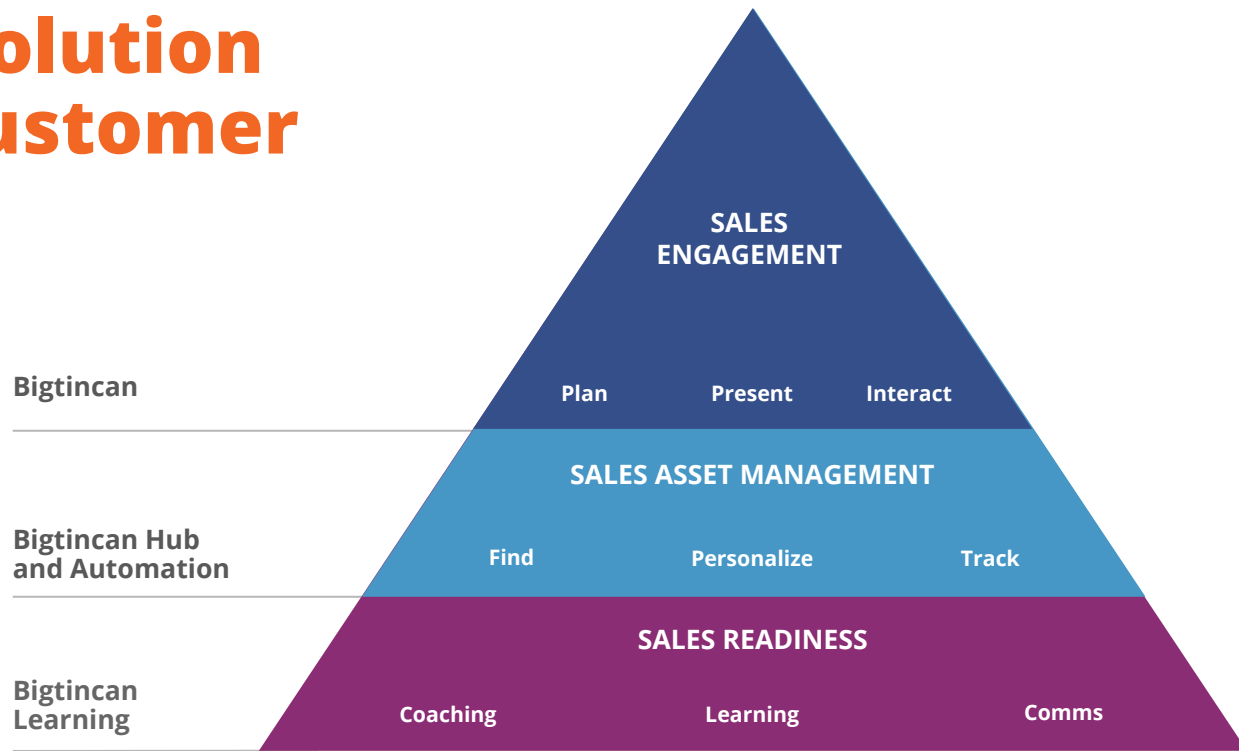 olution
ustomer
SALES
ENGAGEMENT
Bigtincan
Plan Present Interact
SALES ASSET MANAGEMENT
Bigtincan Hub
and Automation
Find Personalize Track
SALES READINESS
Bigtincan
Learning
Coaching Learning Comms